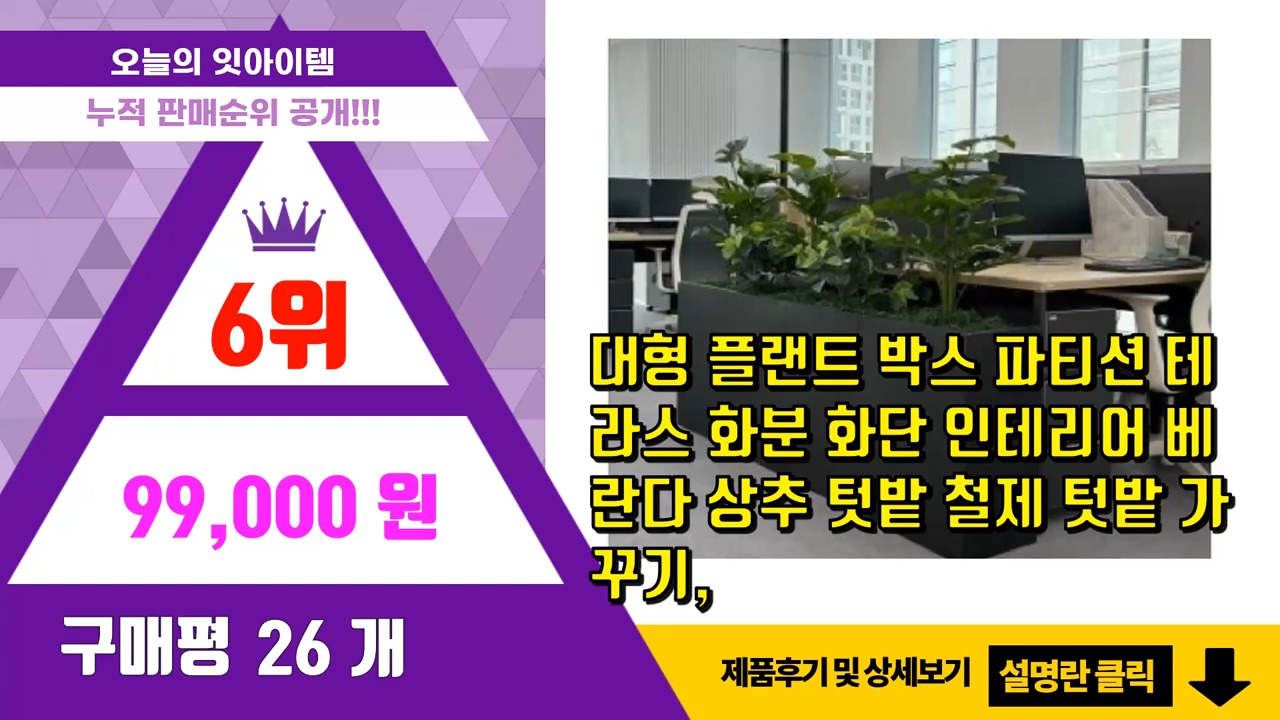 오늘의 잇아이템
누적 판매순위 공개!!!
6위
99,000 원
구매평 26 개
대형 플랜트 박스 파티션 테
라스 화분 화단 인테리어 베
란다 상추 텃밭 철제 텃밭 가
꾸기,
제품후기 및 상세보기 설명란 클릭